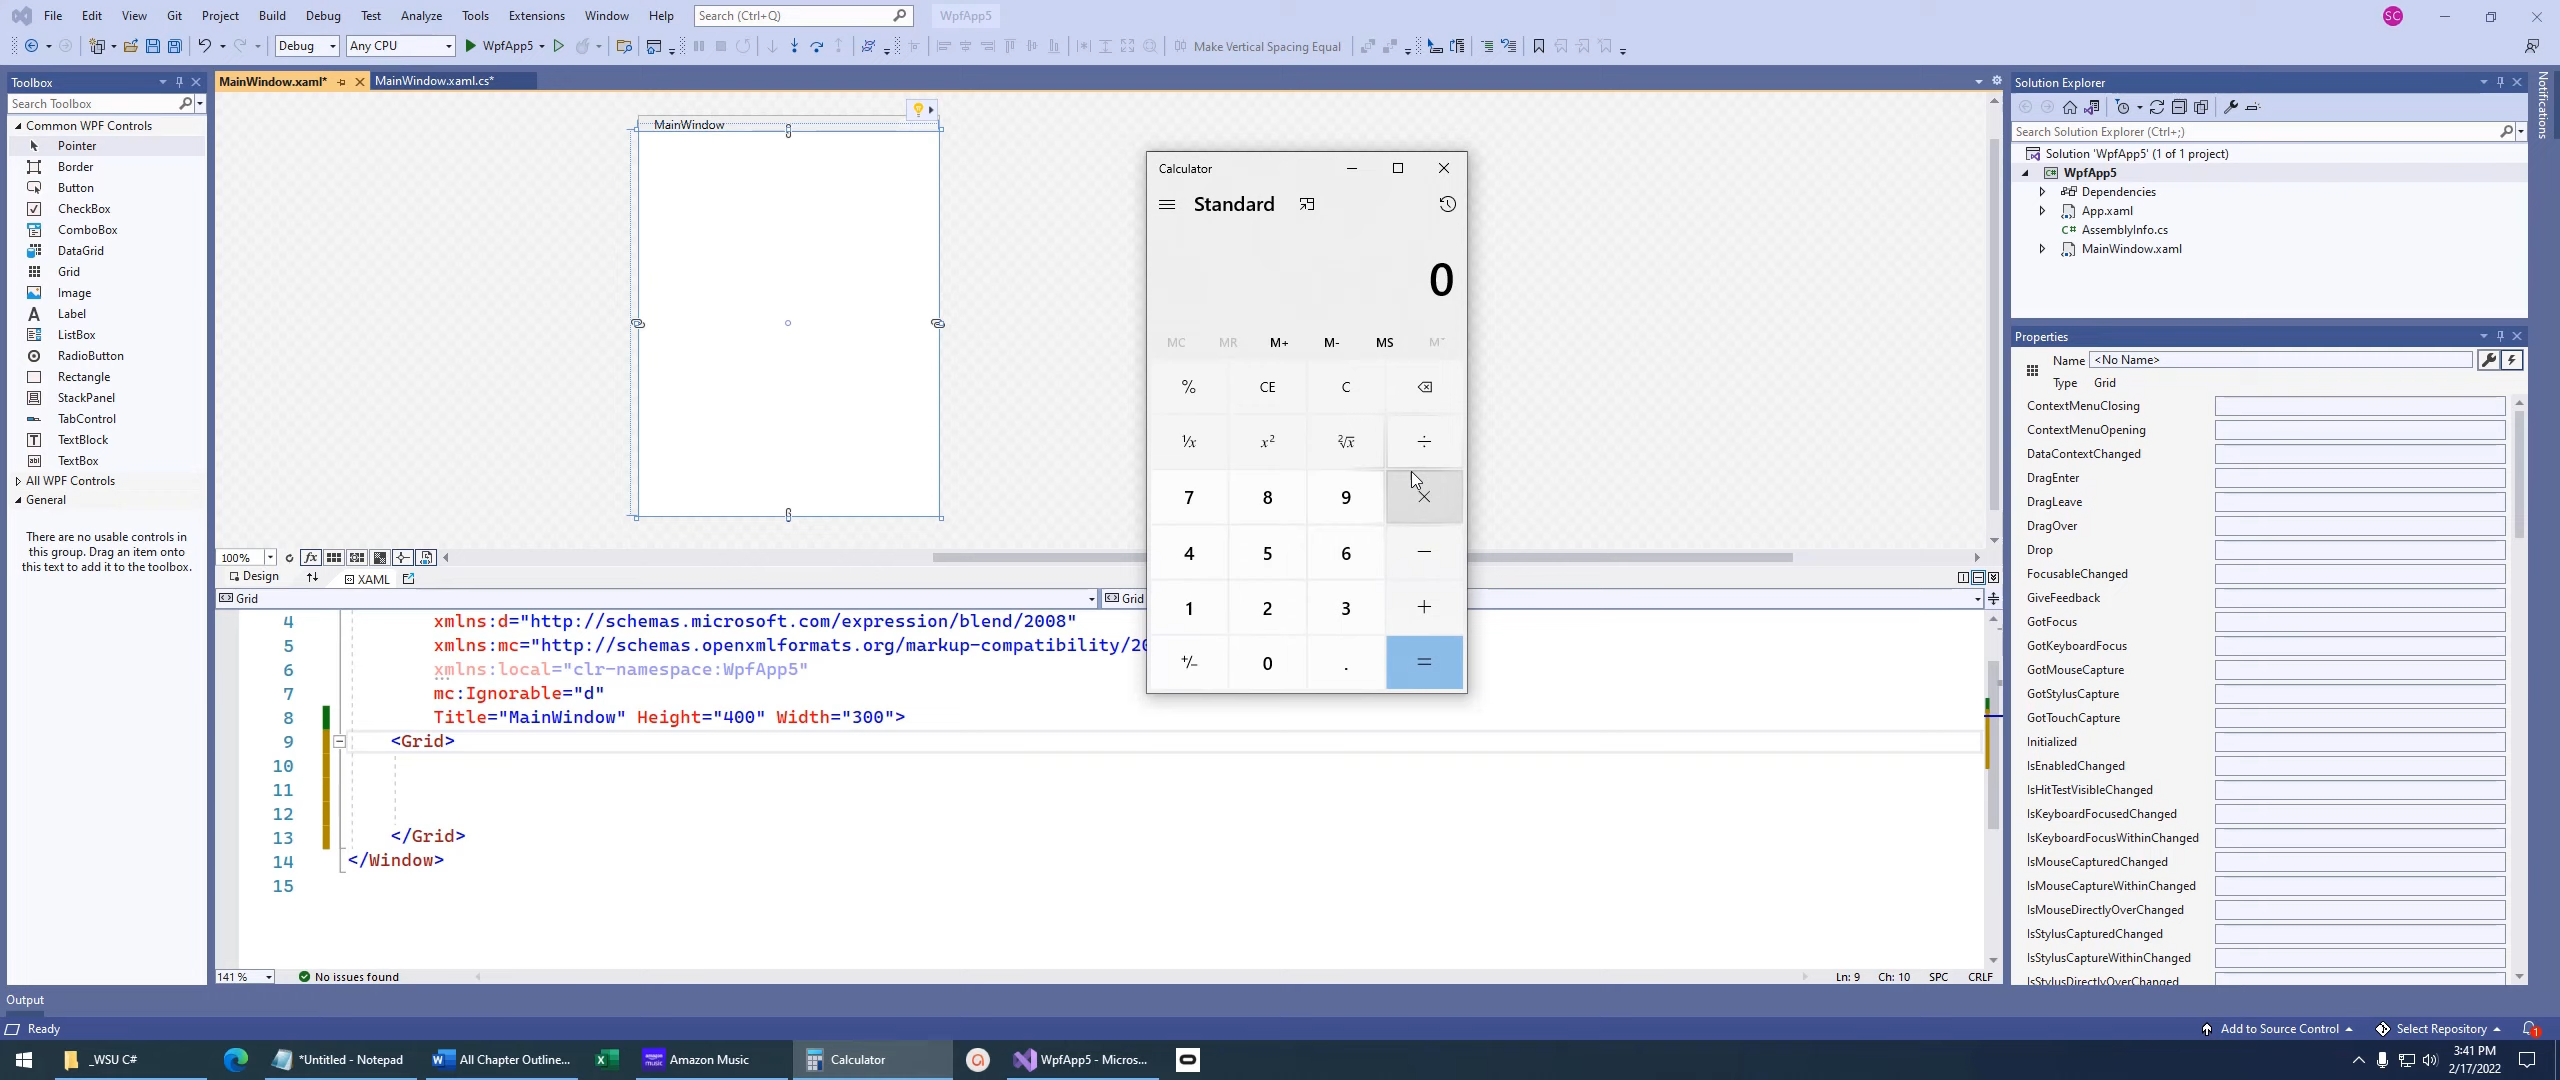 File Edit View Git Project Build Debug Test Analyze Tools Extensions Window Help Search (Ctrl+Q) WpfApp5 SC
Debug Any CPU WpfApp5 Make Vertical Spacing Equal
Toolbox
Search Toolbox
Common WPF Controls
Pointer
Border
Button
CheckBox
ComboBox
DataGrid
Grid
Image
Label
ListBox
RadioButton
Rectangle
StackPanel
TabControl
TextBlock
TextBox
All WPF Controls
General
There are no usable controls in
this group. Drag an item onto
this text to add it to the toolbox.
MainWindow.xaml* MainWindow.xaml.cs*
MainWindow
100% fx
Design XAML
Grid Grid
4 xmlns:d="http://schemas.microsoft.com/expression/blend/2008"
5 xmlns:mc="http://schemas.openxmlformats.org/markup-compatibility/20
6 xmlns:local="clr-namespace:WpfApp5"
7 mc:Ignorable="d"
8 Title="MainWindow" Height="400" Width="300">
9 <Grid>
10
11
12
13 </Grid>
14 </Window>
15
141 % No issues found Ln: 9 Ch: 10 SPC CRLF
Calculator
Standard
0
MC MR M+ M- MS M˅
% CE C
¹⁄x x² ²√x ÷
7 8 9 ×
4 5 6 −
1 2 3 +
+/− 0 . =
Solution Explorer
Search Solution Explorer (Ctrl+;)
Solution 'WpfApp5' (1 of 1 project)
WpfApp5
Dependencies
App.xaml
C# AssemblyInfo.cs
MainWindow.xaml
Properties
Name <No Name>
Type Grid
ContextMenuClosing
ContextMenuOpening
DataContextChanged
DragEnter
DragLeave
DragOver
Drop
FocusableChanged
GiveFeedback
GotFocus
GotKeyboardFocus
GotMouseCapture
GotStylusCapture
GotTouchCapture
Initialized
IsEnabledChanged
IsHitTestVisibleChanged
IsKeyboardFocusedChanged
IsKeyboardFocusWithinChanged
IsMouseCapturedChanged
IsMouseCaptureWithinChanged
IsMouseDirectlyOverChanged
IsStylusCapturedChanged
IsStylusCaptureWithinChanged
IsStylusDirectlyOverChanged
Notifications
Output
Ready Add to Source Control Select Repository 1
_WSU C# *Untitled - Notepad All Chapter Outline... Amazon Music Calculator WpfApp5 - Micros...
3:41 PM
2/17/2022